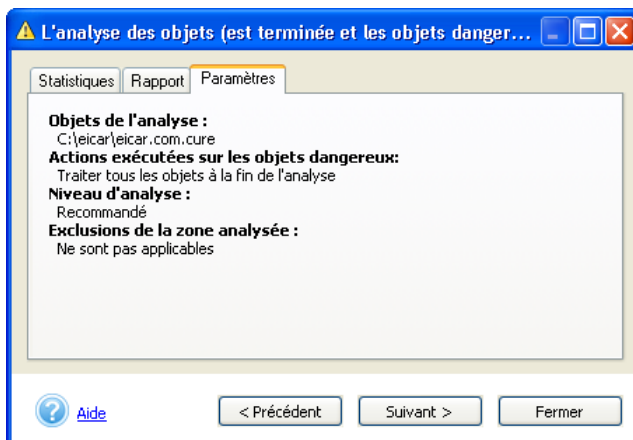 L'analyse des objets (est terminée et les objets danger...
Statistiques Rapport Paramètres
Objets de l'analyse :
C:\eicar\eicar.com.cure
Actions exécutées sur les objets dangereux:
Traiter tous les objets à la fin de l'analyse
Niveau d'analyse :
Recommandé
Exclusions de la zone analysée :
Ne sont pas applicables
Aide < Précédent Suivant > Fermer